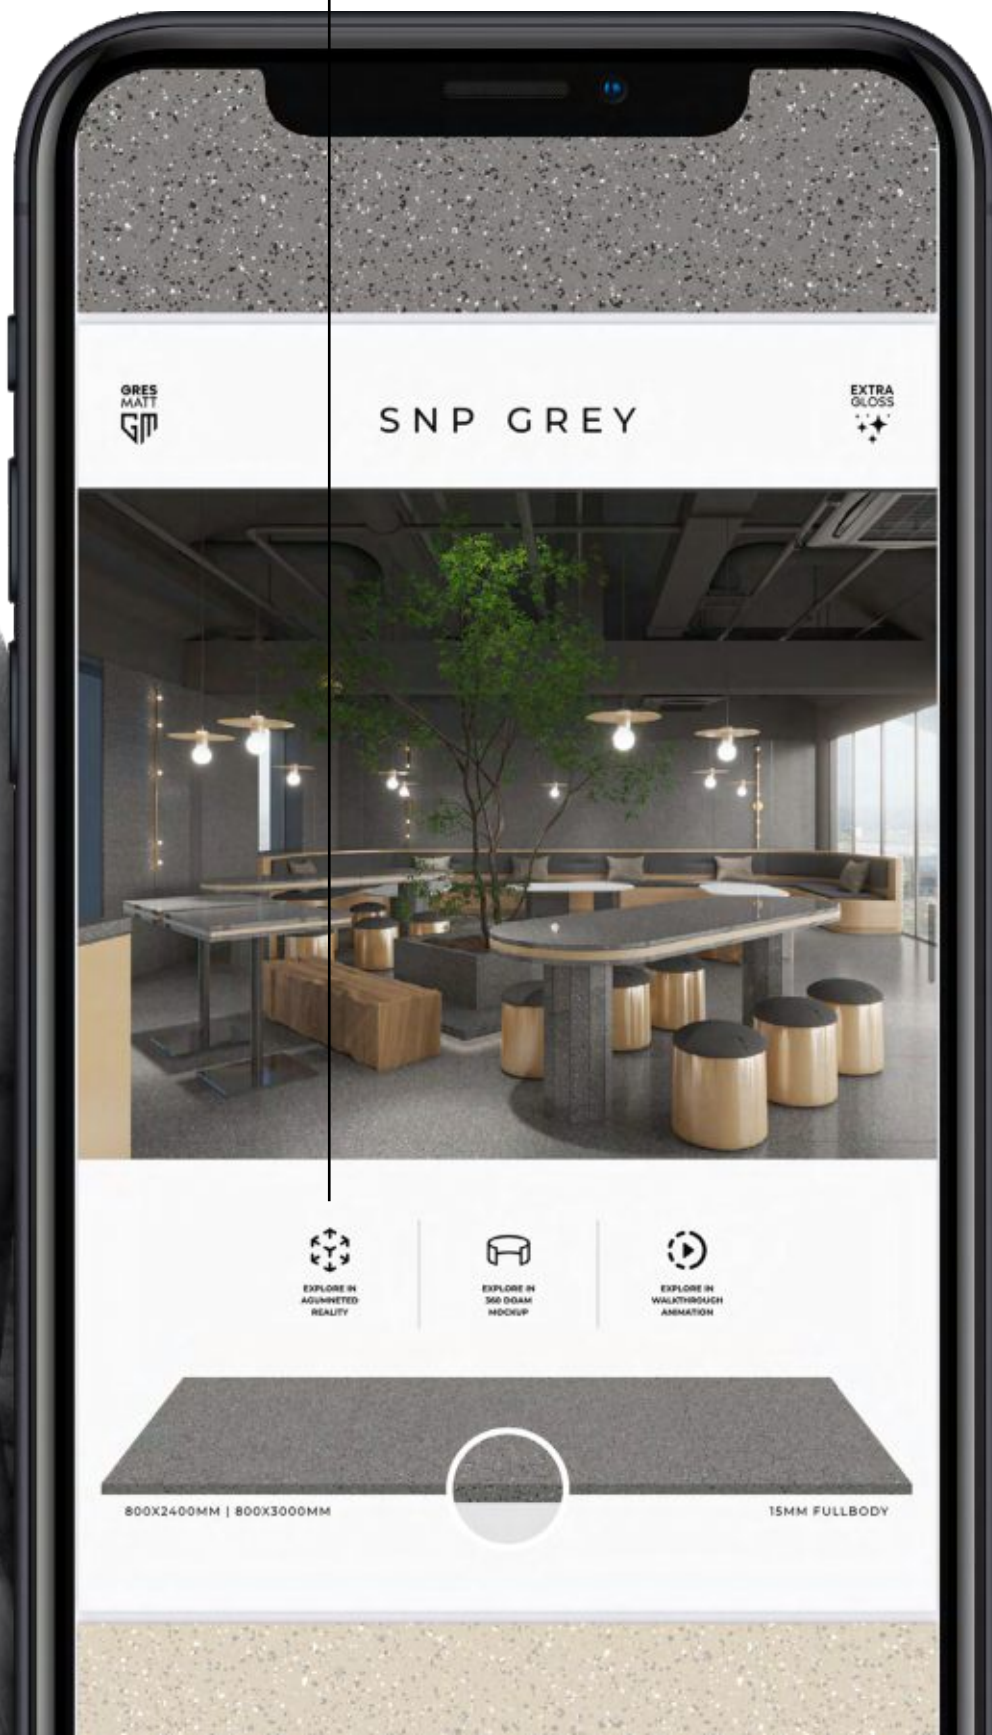 GRES
MATT
GM
SNP GREY
EXTRA
GLOSS
EXPLORE IN
AGUMNETED
REALITY
EXPLORE IN
360 DOAM
MOCKUP
EXPLORE IN
WALKTHROUGH
ANIMATION
800X2400MM | 800X3000MM
15MM FULLBODY